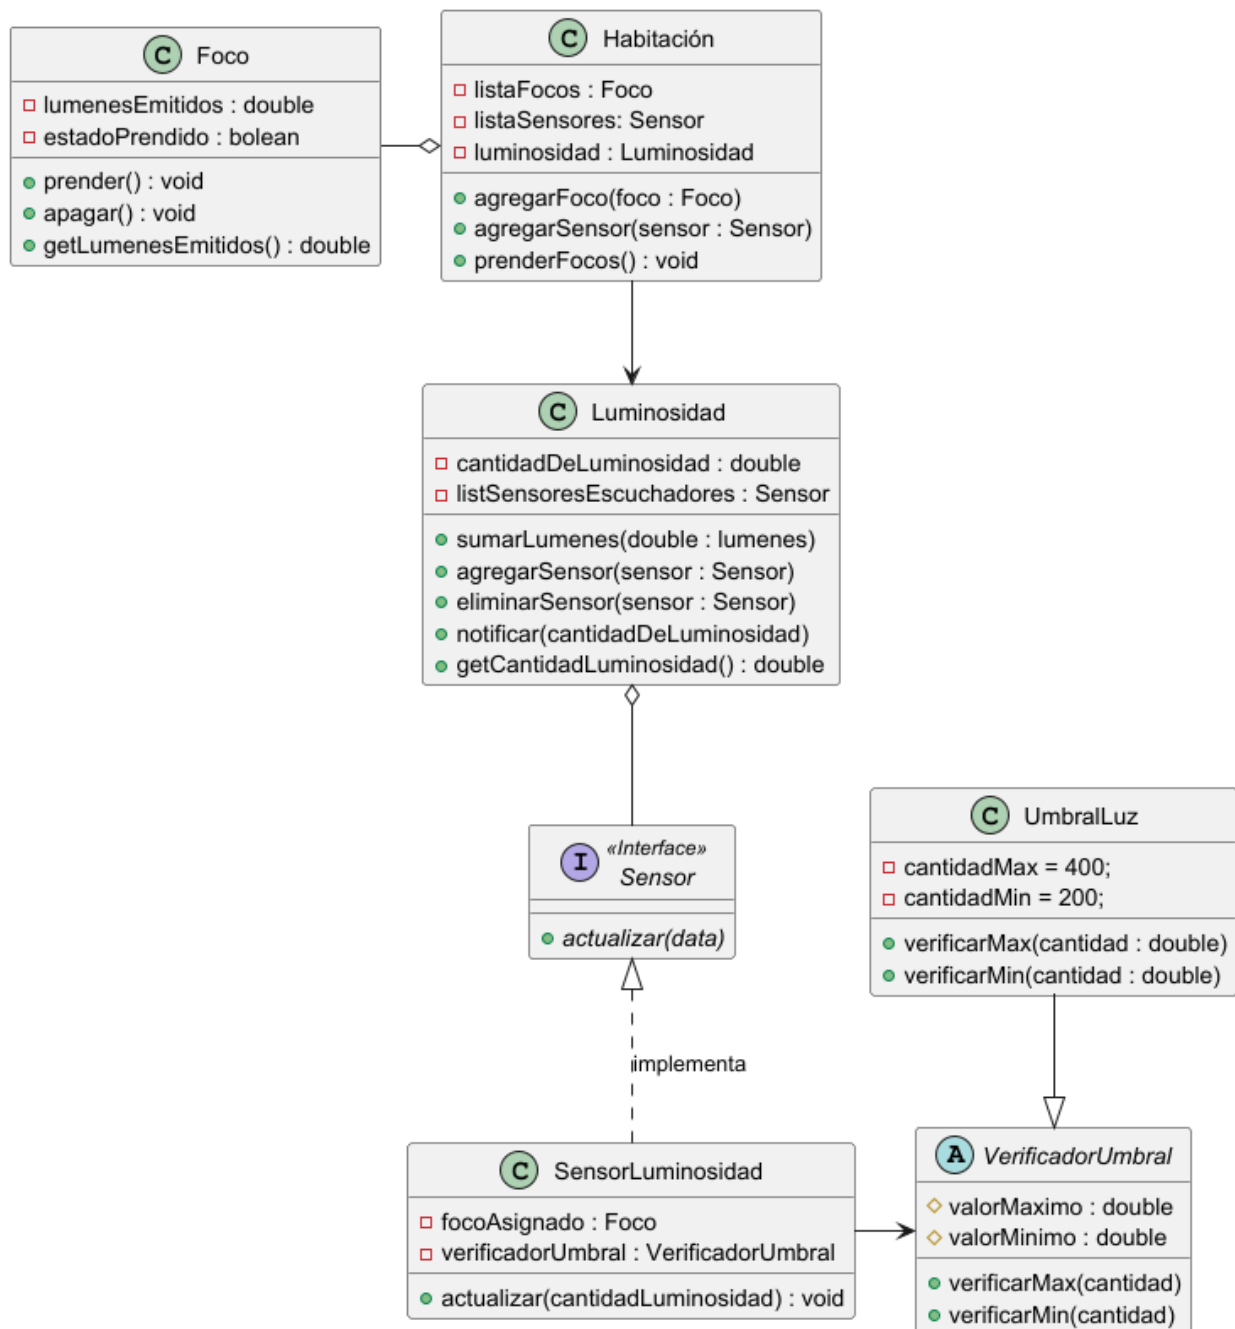 C Foco
lumenesEmitidos : double
estadoPrendido : bolean
prender() : void
apagar() : void
getLumenesEmitidos() : double
C Habitación
listaFocos : Foco
listaSensores: Sensor
luminosidad : Luminosidad
agregarFoco(foco : Foco)
agregarSensor(sensor : Sensor)
prenderFocos() : void
C Luminosidad
cantidadDeLuminosidad : double
listSensoresEscuchadores : Sensor
sumarLumenes(double : lumenes)
agregarSensor(sensor : Sensor)
eliminarSensor(sensor : Sensor)
notificar(cantidadDeLuminosidad)
getCantidadLuminosidad() : double
I «Interface»
Sensor
actualizar(data)
C UmbralLuz
cantidadMax = 400;
cantidadMin = 200;
verificarMax(cantidad : double)
verificarMin(cantidad : double)
implementa
C SensorLuminosidad
focoAsignado : Foco
verificadorUmbral : VerificadorUmbral
actualizar(cantidadLuminosidad) : void
A VerificadorUmbral
valorMaximo : double
valorMinimo : double
verificarMax(cantidad)
verificarMin(cantidad)